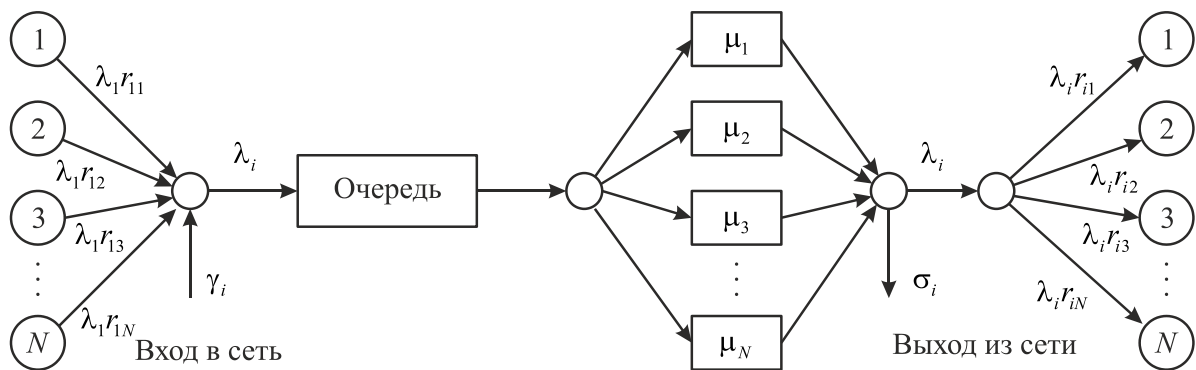 1
λ₁r₁₁
2
λ₁r₁₂
3
λ₁r₁₃
⋮
N
λ₁r₁N
λᵢ
Очередь
γᵢ
Вход в сеть
μ₁
μ₂
μ₃
⋮
μN
λᵢ
σᵢ
Выход из сети
λᵢrᵢ₁
1
λᵢrᵢ₂
2
λᵢrᵢ₃
3
⋮
λᵢrᵢN
N